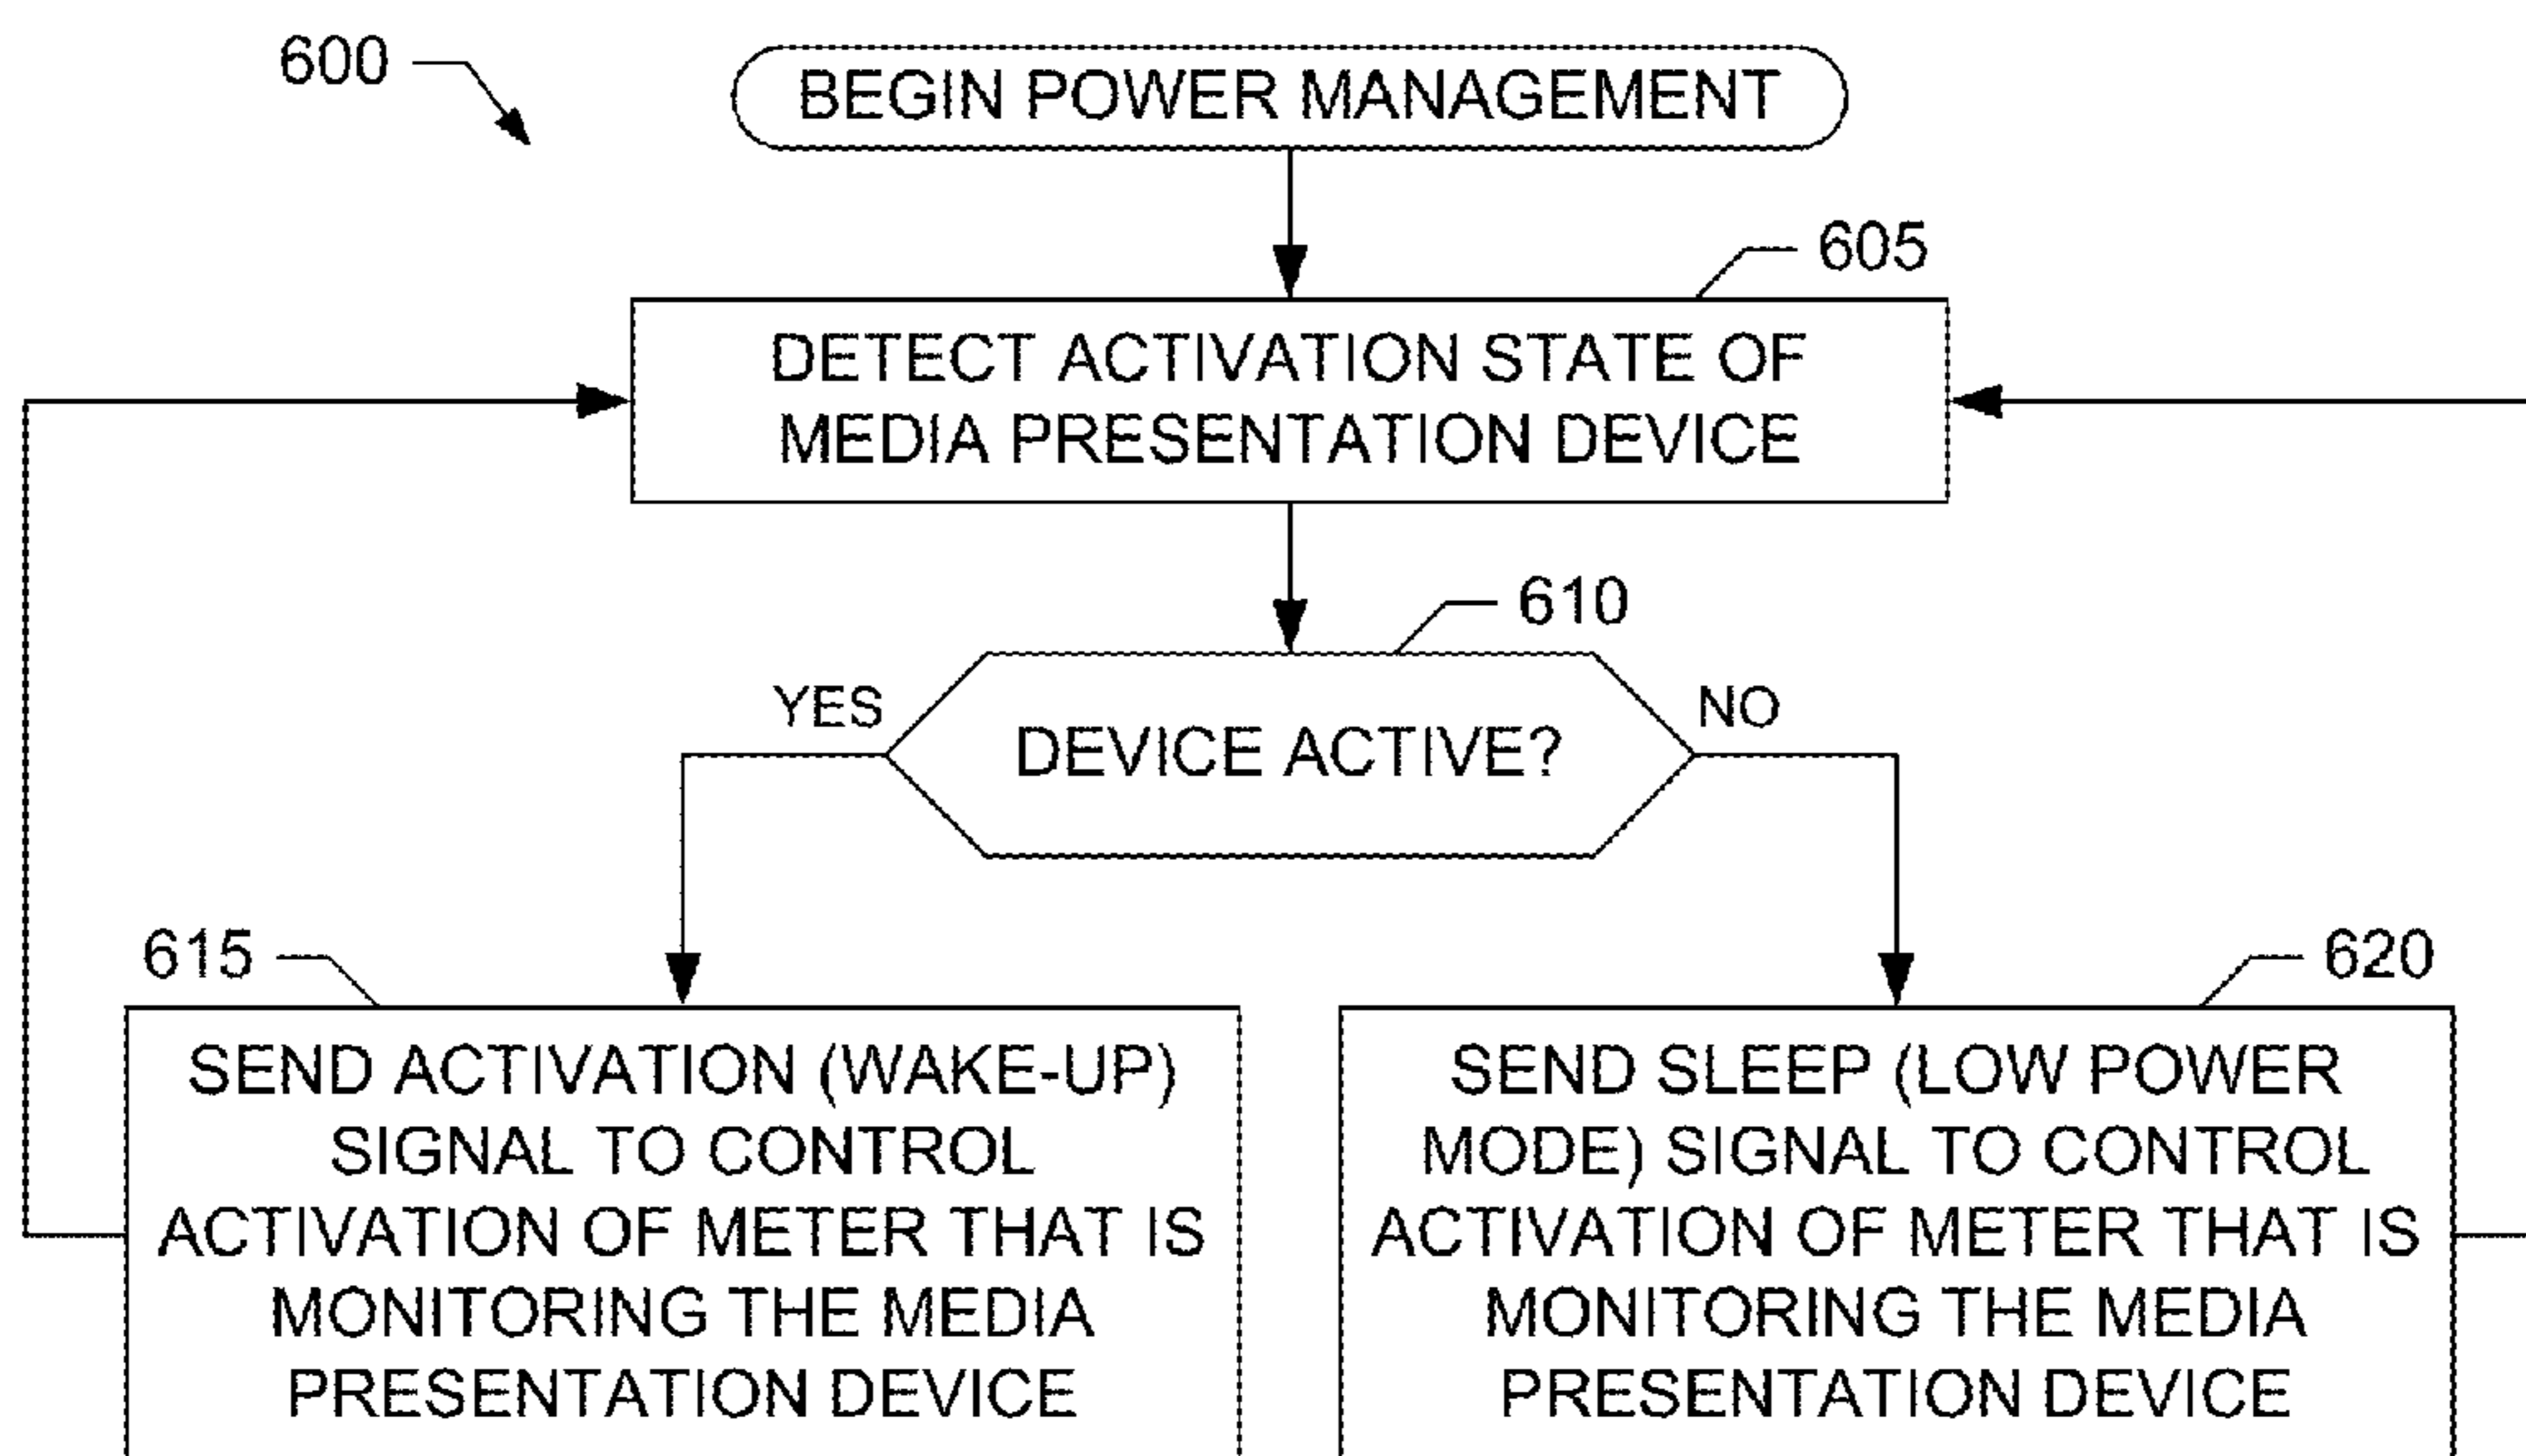 600
BEGIN POWER MANAGEMENT
605
DETECT ACTIVATION STATE OF
MEDIA PRESENTATION DEVICE
610
YES
NO
DEVICE ACTIVE?
615
SEND ACTIVATION (WAKE-UP)
SIGNAL TO CONTROL
ACTIVATION OF METER THAT IS
MONITORING THE MEDIA
PRESENTATION DEVICE
620
SEND SLEEP (LOW POWER
MODE) SIGNAL TO CONTROL
ACTIVATION OF METER THAT IS
MONITORING THE MEDIA
PRESENTATION DEVICE